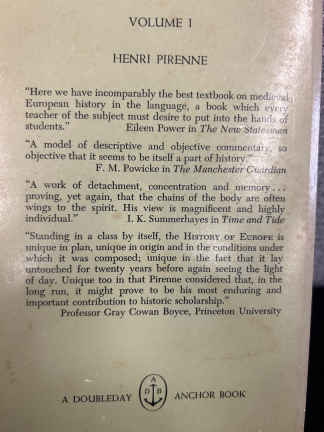 VOLUME I
HENRI PIRENNE
“Here we have incomparably the best textbook on medieval
European history in the language, a book which every
teacher of the subject must desire to put into the hands of
students.” Eileen Power in The New Statesman
“A model of descriptive and objective commentary, so
objective that it seems to be itself a part of history.”
F. M. Powicke in The Manchester Guardian
“A work of detachment, concentration and memory . . .
proving, yet again, that the chains of the body are often
wings to the spirit. His view is magnificent and highly
individual.” I. K. Summerhayes in Time and Tide
“Standing in a class by itself, the HISTORY OF EUROPE is
unique in plan, unique in origin and in the conditions under
which it was composed; unique in the fact that it lay
untouched for twenty years before again seeing the light
of day. Unique too in that Pirenne considered that, in the
long run, it might prove to be his most enduring and
important contribution to historic scholarship.”
Professor Gray Cowan Boyce, Princeton University
A
D B
A DOUBLEDAY ANCHOR BOOK